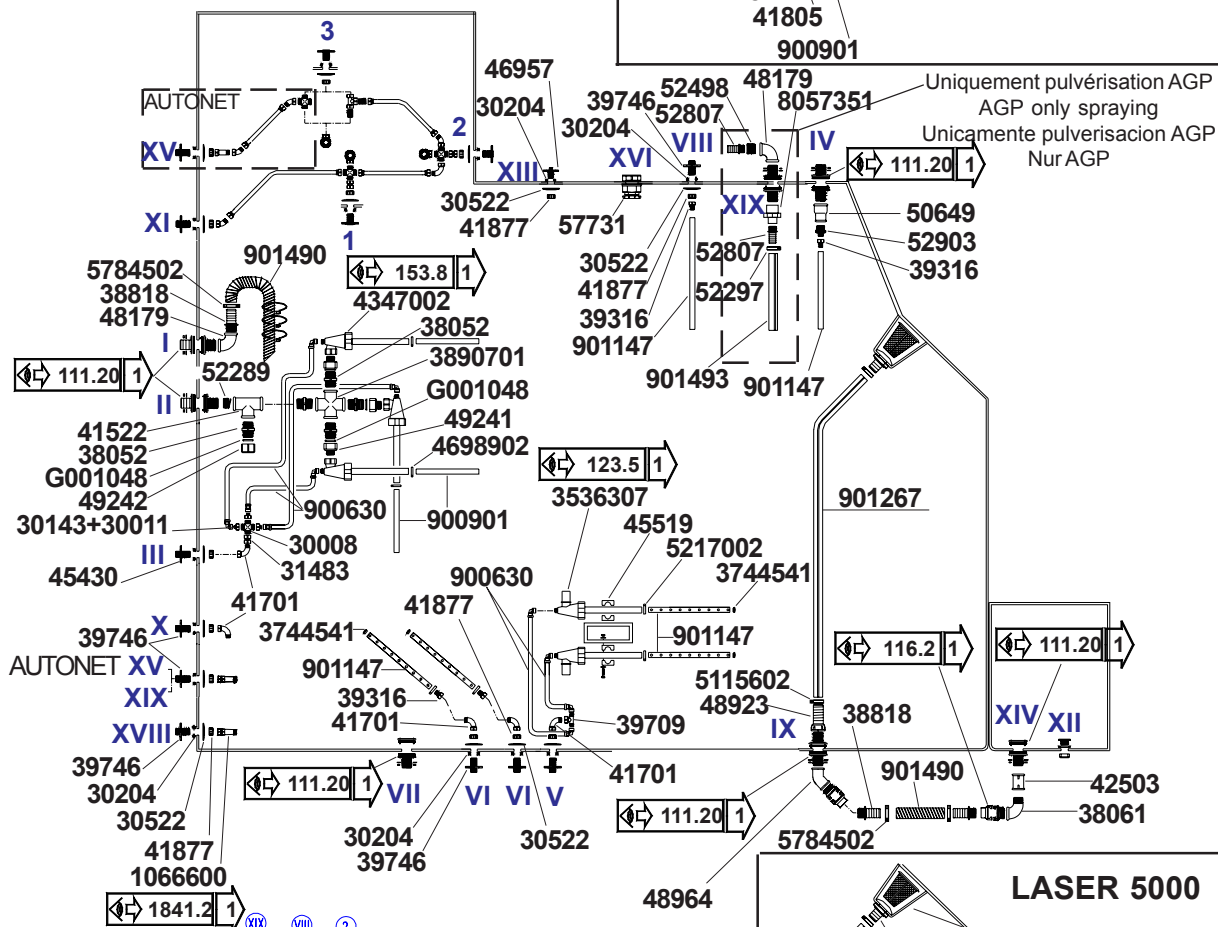 41805
900901
3
46957
30204
39746
52498
52807
48179
8057351
Uniquement pulvérisation AGP
AGP only spraying
Unicamente pulverisacion AGP
Nur AGP
AUTONET
2
30204
VIII
IV
XV
XIII
XVI
111.20 1
30522
41877
57731
XIX
50649
52903
39316
XI
1
5784502
901490
38818
48179
153.8 1
4347002
38052
3890701
G001048
49241
4698902
30522
41877
39316
901147
52807
52297
901493
901147
I
111.20 1
52289
II
41522
38052
G001048
49242
30143+30011
900630
900901
30008
31483
III
45430
41701
123.5 1
3536307
45519
5217002
3744541
900630
41877
901147
901267
X
39746
3744541
901147
39316
41701
AUTONET XV
XIX
XVIII
39746
30204
30522
41877
1066600
1841.2 1
XIX
VIII
2
39709
41701
111.20 1
VII
VI
VI
V
30204
39746
30522
116.2 1
111.20 1
5115602
48923
IX
38818
XIV
XII
901490
42503
38061
111.20 1
5784502
48964
LASER 5000